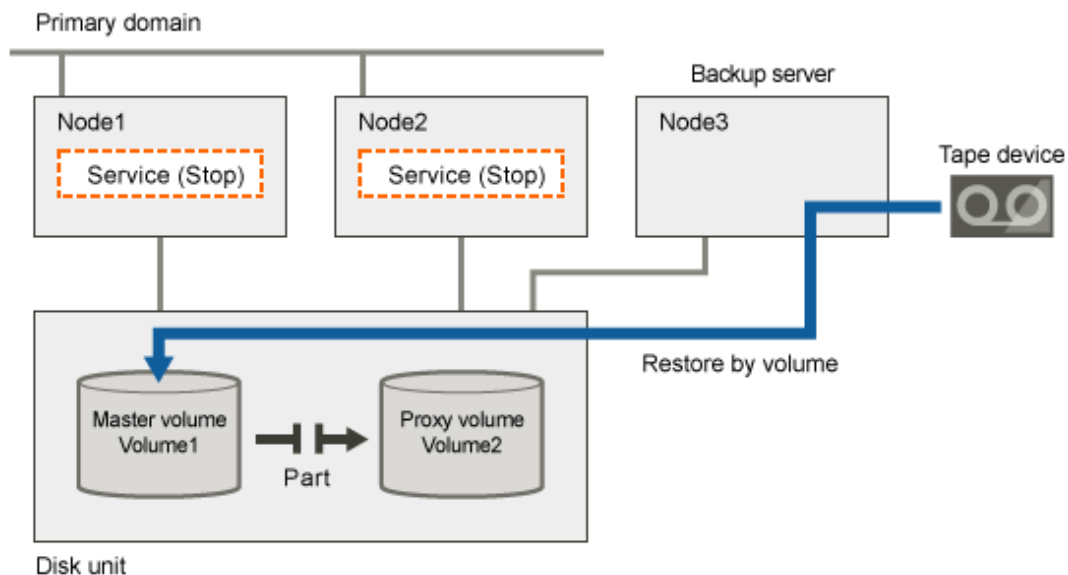 Primary domain
Backup server
Node1
Node2
Node3
Service (Stop)
Service (Stop)
Tape device
Restore by volume
Master volume
Volume1
Proxy volume
Volume2
Part
Disk unit